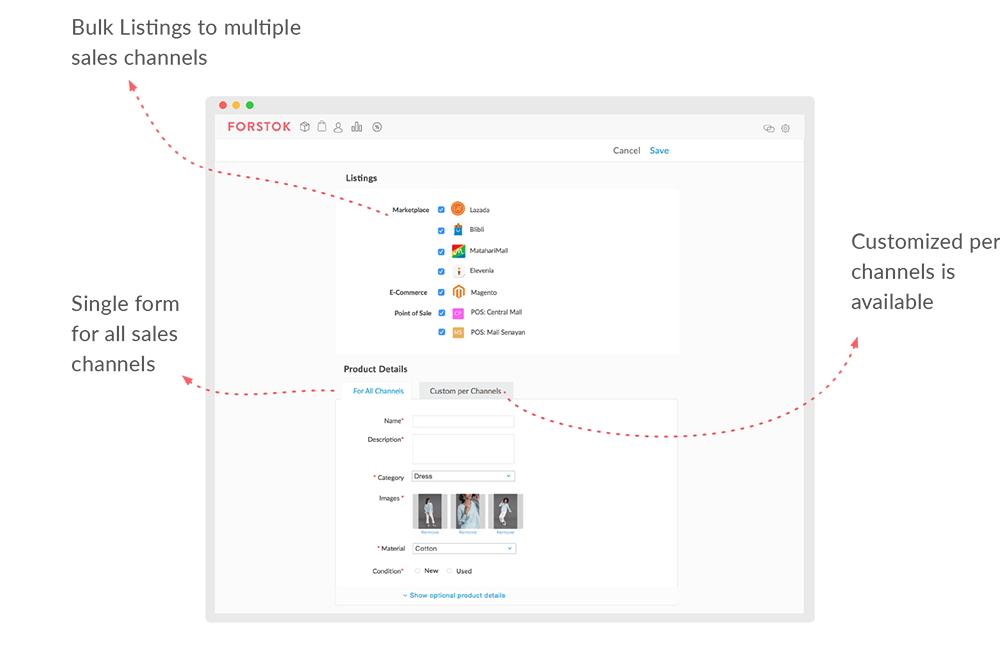 Bulk Listings to multiple
sales channels
FORSTOK
Cancel Save
Listings
Marketplace Lazada
Blibli
MatahariMall
Elevenia
E-Commerce Magento
Point of Sale CP POS: Central Mall
MS POS: Mall Senayan
Customized per
channels is
available
Single form
for all sales
channels
Product Details
For All Channels Custom per Channels
Name*
Description*
* Category Dress
Images *
Remove Remove Remove
* Material Cotton
Condition* New Used
Show optional product details